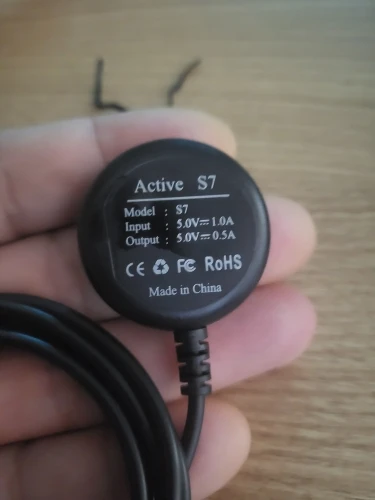 Active S7
Model : S7
Input : 5.0V⎓1.0A
Output : 5.0V⎓0.5A
CE FC RoHS
Made in China